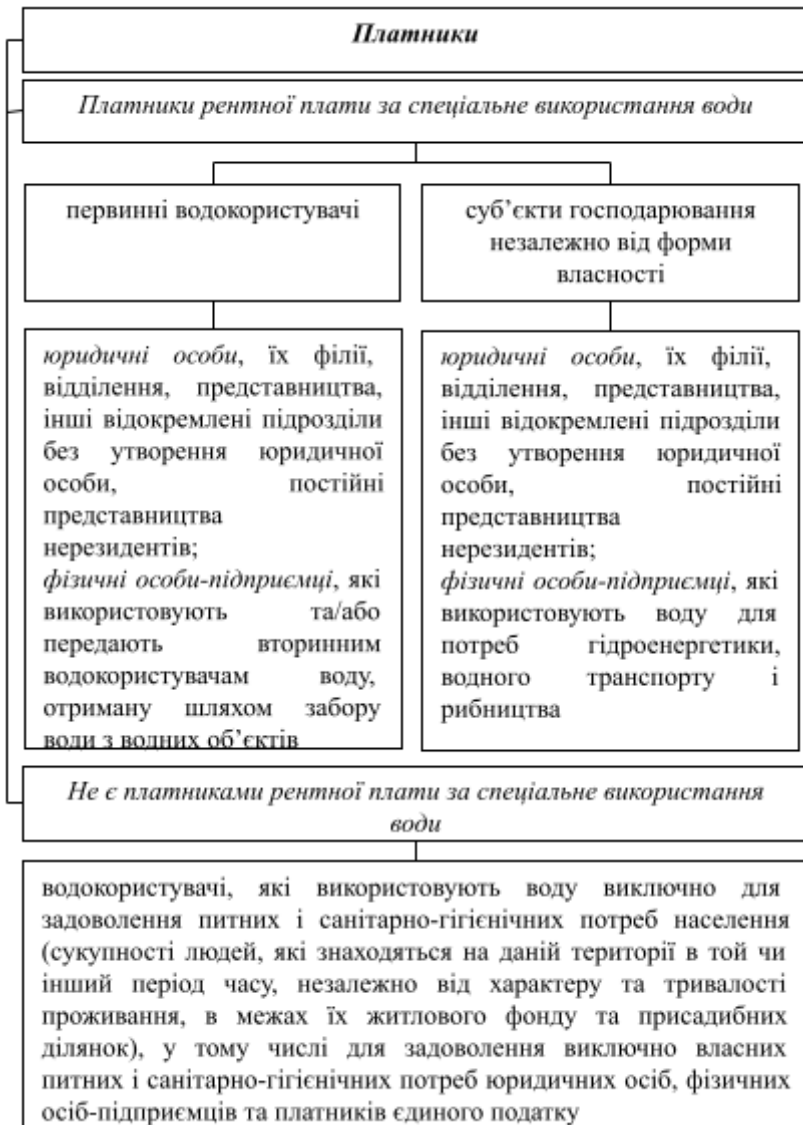 Платники
Платники рентної плати за спеціальне використання води
первинні водокористувачі
суб’єкти господарювання
незалежно від форми
власності
юридичні особи, їх філії,
відділення, представництва,
інші відокремлені підрозділи
без утворення юридичної
особи, постійні
представництва
нерезидентів;
фізичні особи-підприємці, які
використовують та/або
передають вторинним
водокористувачам воду,
отриману шляхом забору
води з водних об’єктів
юридичні особи, їх філії,
відділення, представництва,
інші відокремлені підрозділи
без утворення юридичної
особи, постійні
представництва
нерезидентів;
фізичні особи-підприємці, які
використовують воду для
потреб гідроенергетики,
водного транспорту і
рибництва
Не є платниками рентної плати за спеціальне використання
води
водокористувачі, які використовують воду виключно для
задоволення питних і санітарно-гігієнічних потреб населення
(сукупності людей, які знаходяться на даній території в той чи
інший період часу, незалежно від характеру та тривалості
проживання, в межах їх житлового фонду та присадибних
ділянок), у тому числі для задоволення виключно власних
питних і санітарно-гігієнічних потреб юридичних осіб, фізичних
осіб-підприємців та платників єдиного податку